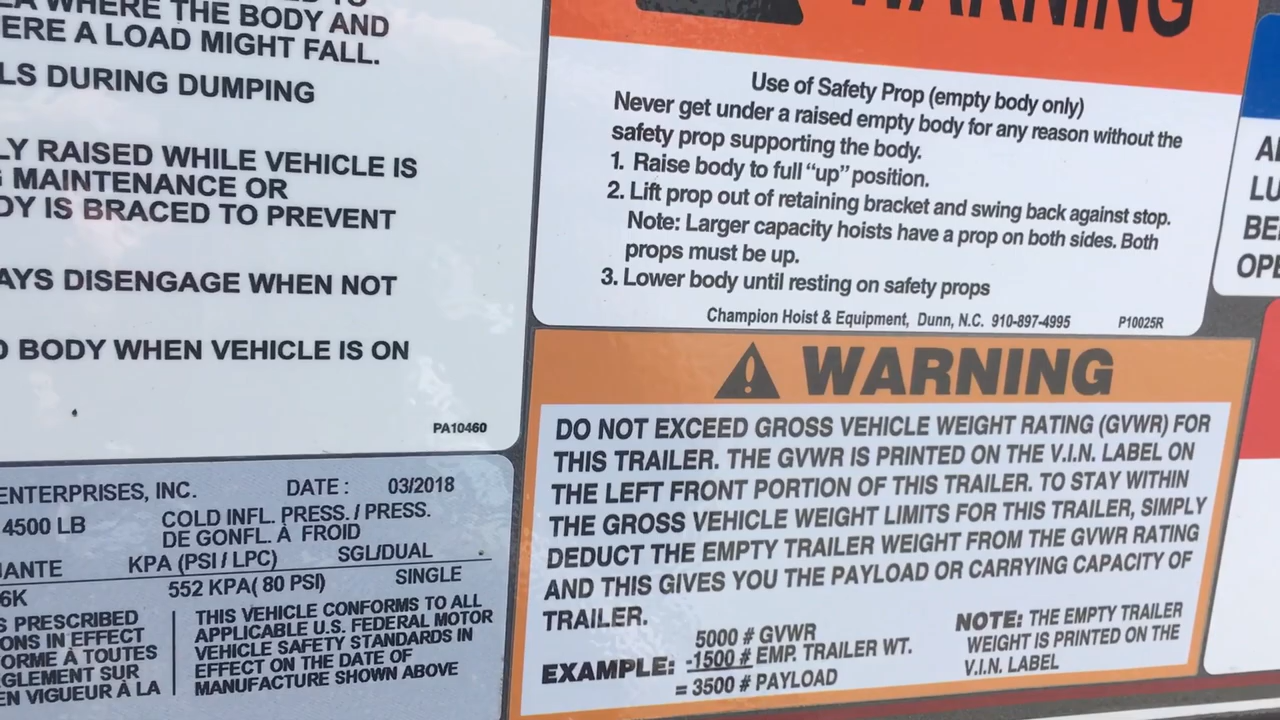 WHERE THE BODY AND
ERE A LOAD MIGHT FALL.
LS DURING DUMPING
LY RAISED WHILE VEHICLE IS
MAINTENANCE OR
DY IS BRACED TO PREVENT
AYS DISENGAGE WHEN NOT
BODY WHEN VEHICLE IS ON
PA10460
ENTERPRISES, INC. DATE : 03/2018
4500 LB COLD INFL. PRESS. / PRESS.
DE GONFL. À FROID
JANTE KPA (PSI / LPC) SGL/DUAL
6K 552 KPA( 80 PSI) SINGLE
S PRESCRIBED
ONS IN EFFECT
ORME À TOUTES
GLEMENT SUR
EN VIGUEUR À LA
THIS VEHICLE CONFORMS TO ALL
APPLICABLE U.S. FEDERAL MOTOR
VEHICLE SAFETY STANDARDS IN
EFFECT ON THE DATE OF
MANUFACTURE SHOWN ABOVE
WARNING
Use of Safety Prop (empty body only)
Never get under a raised empty body for any reason without the
safety prop supporting the body.
1. Raise body to full “up” position.
2. Lift prop out of retaining bracket and swing back against stop.
Note: Larger capacity hoists have a prop on both sides. Both
props must be up.
3. Lower body until resting on safety props
Champion Hoist & Equipment, Dunn, N.C. 910-897-4995 P10025R
WARNING
DO NOT EXCEED GROSS VEHICLE WEIGHT RATING (GVWR) FOR
THIS TRAILER. THE GVWR IS PRINTED ON THE V.I.N. LABEL ON
THE LEFT FRONT PORTION OF THIS TRAILER. TO STAY WITHIN
THE GROSS VEHICLE WEIGHT LIMITS FOR THIS TRAILER, SIMPLY
DEDUCT THE EMPTY TRAILER WEIGHT FROM THE GVWR RATING
AND THIS GIVES YOU THE PAYLOAD OR CARRYING CAPACITY OF
TRAILER.
5000 # GVWR
EXAMPLE: -1500 # EMP. TRAILER WT.
= 3500 # PAYLOAD
NOTE: THE EMPTY TRAILER
WEIGHT IS PRINTED ON THE
V.I.N. LABEL
LU
BE
OPE